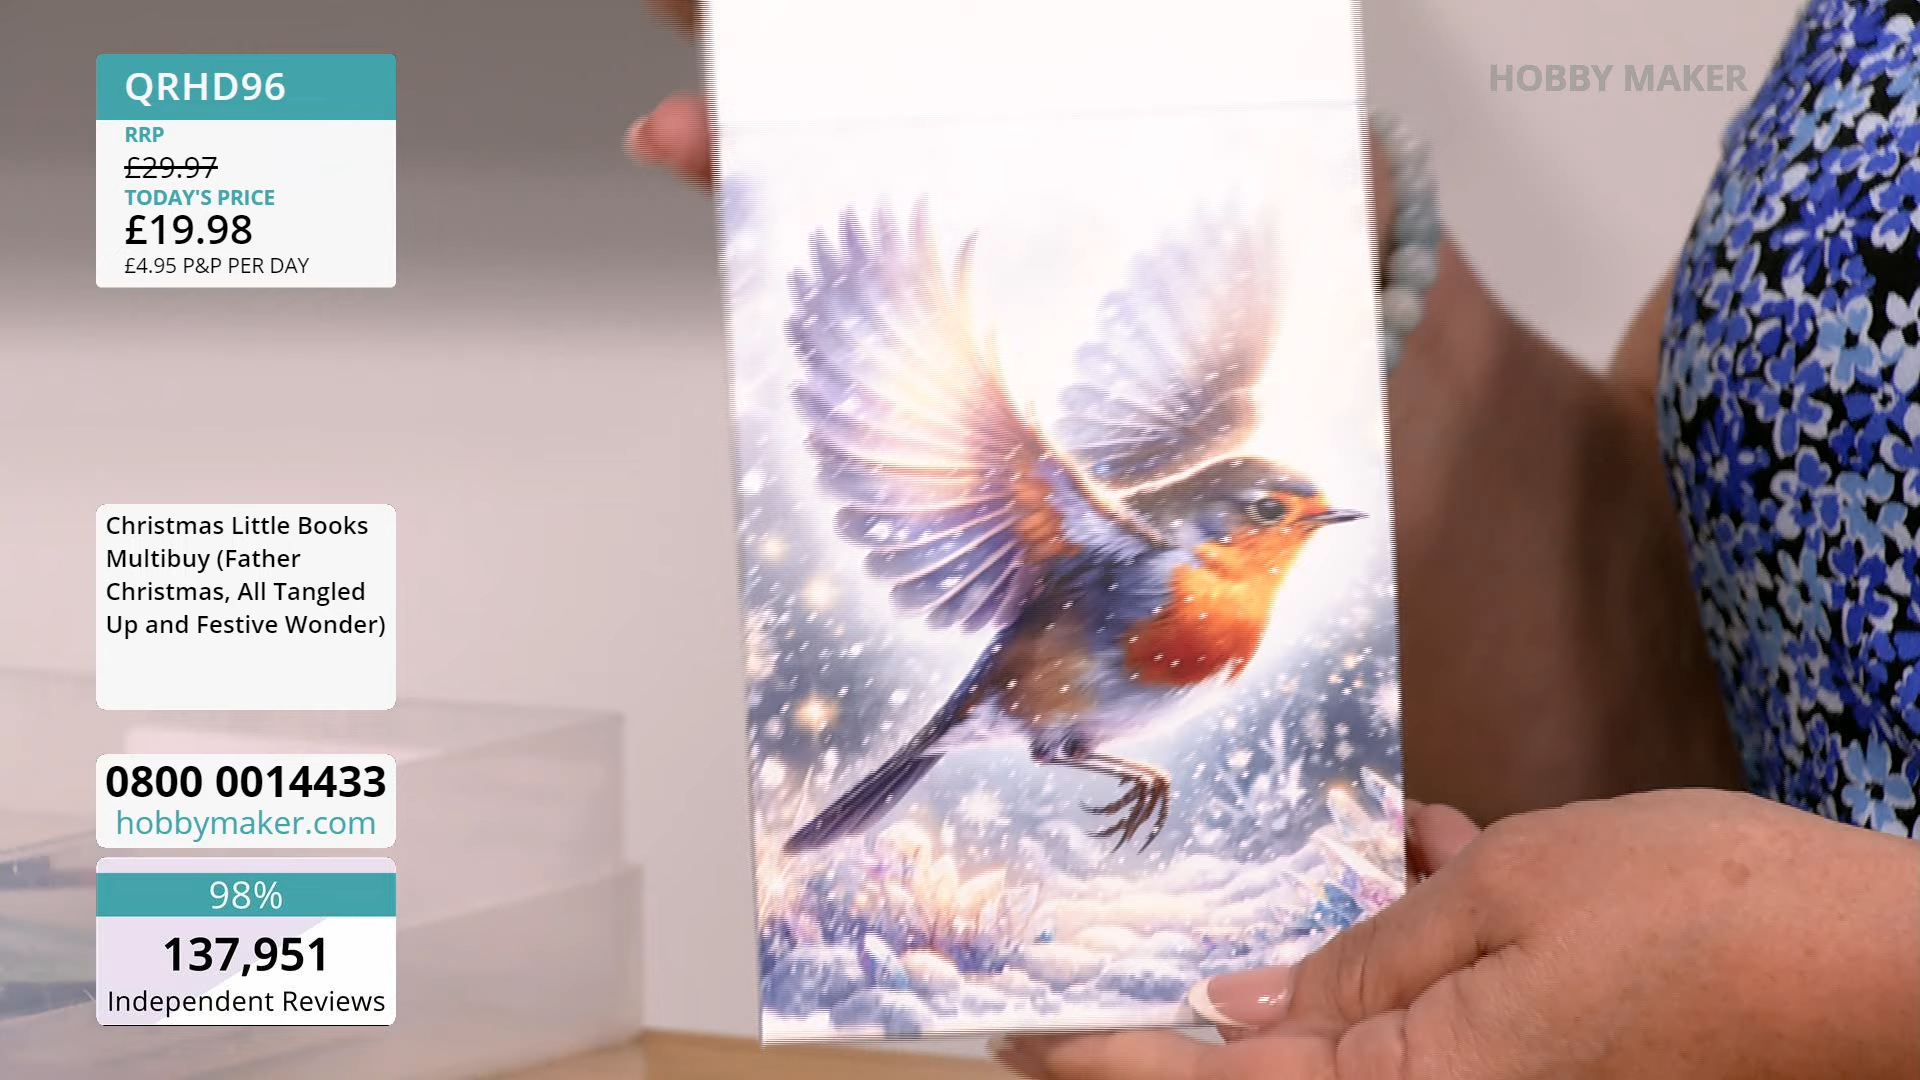 QRHD96
RRP
£29.97
TODAY'S PRICE
£19.98
£4.95 P&P PER DAY
HOBBY MAKER
Christmas Little Books
Multibuy (Father
Christmas, All Tangled
Up and Festive Wonder)
0800 0014433
hobbymaker.com
98%
137,951
Independent Reviews